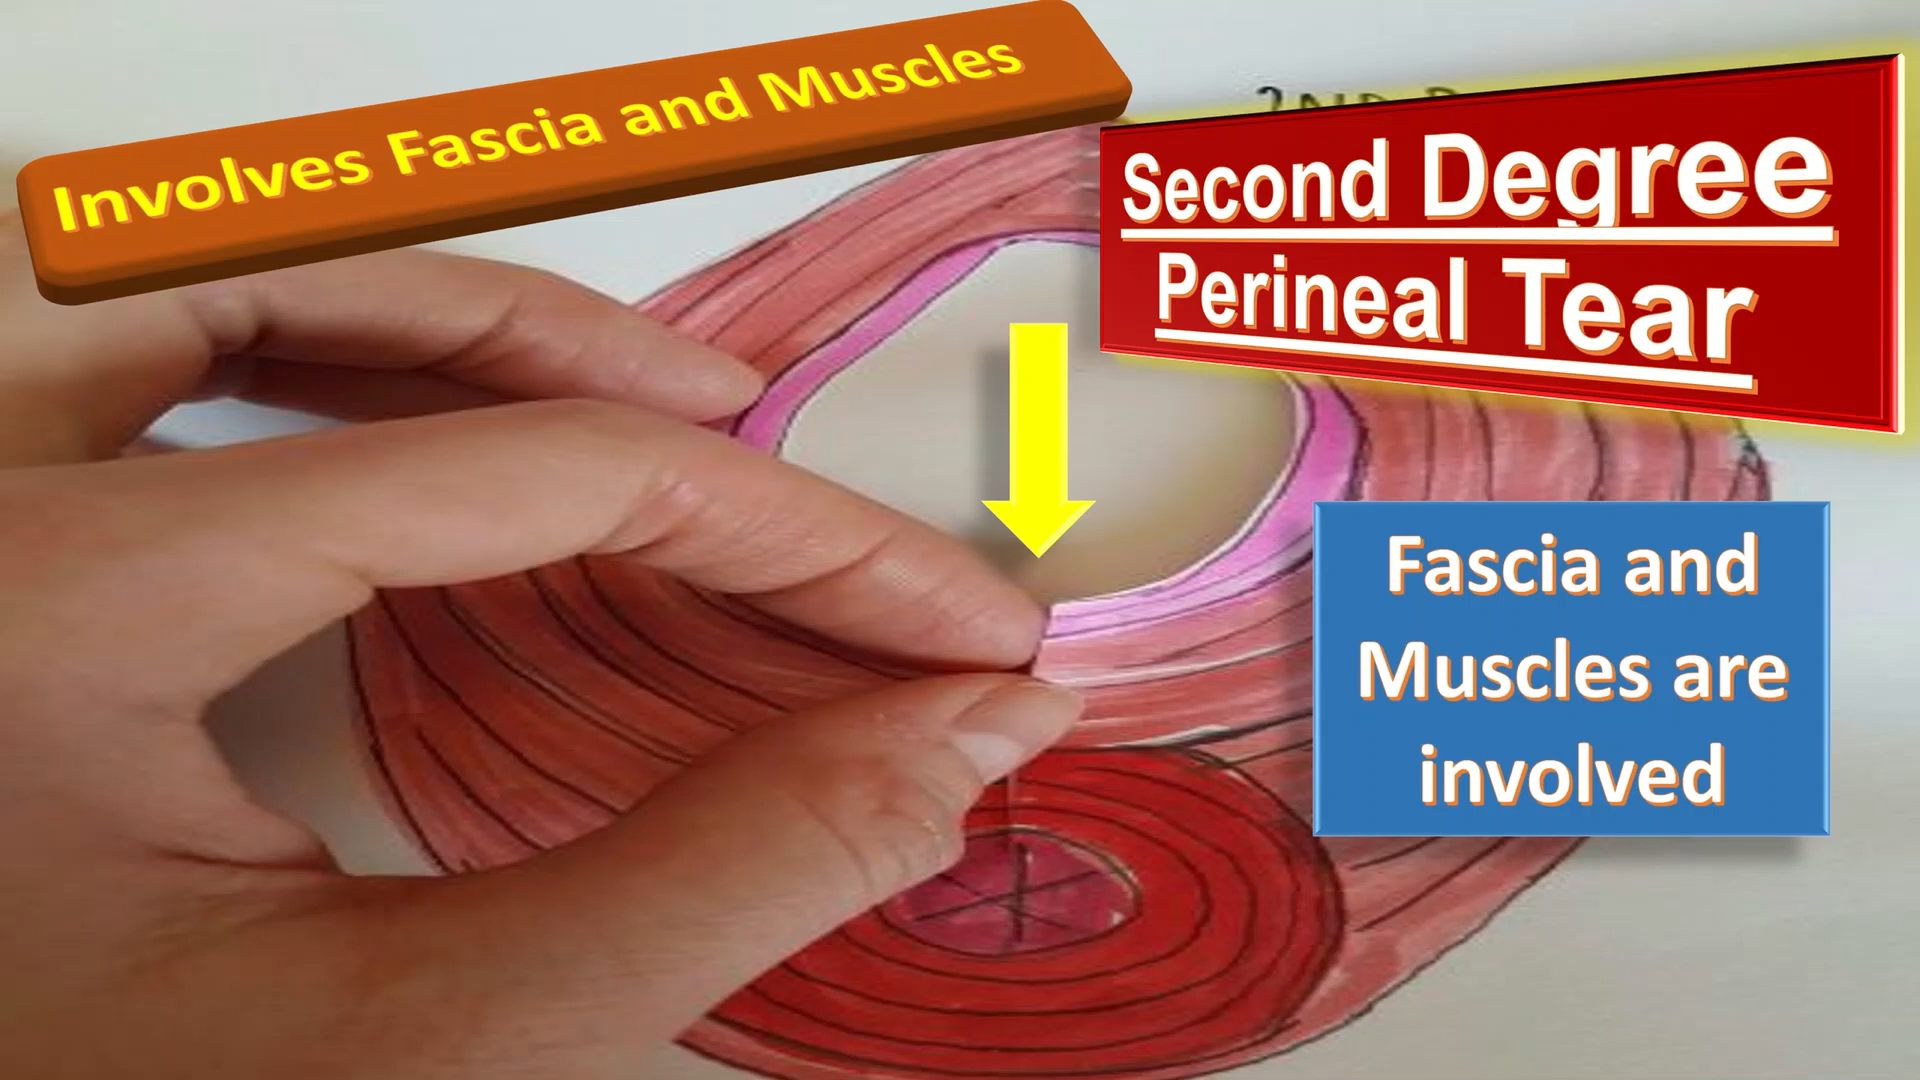 Involves Fascia and Muscles
Second Degree
Perineal Tear
Fascia and
Muscles are
involved